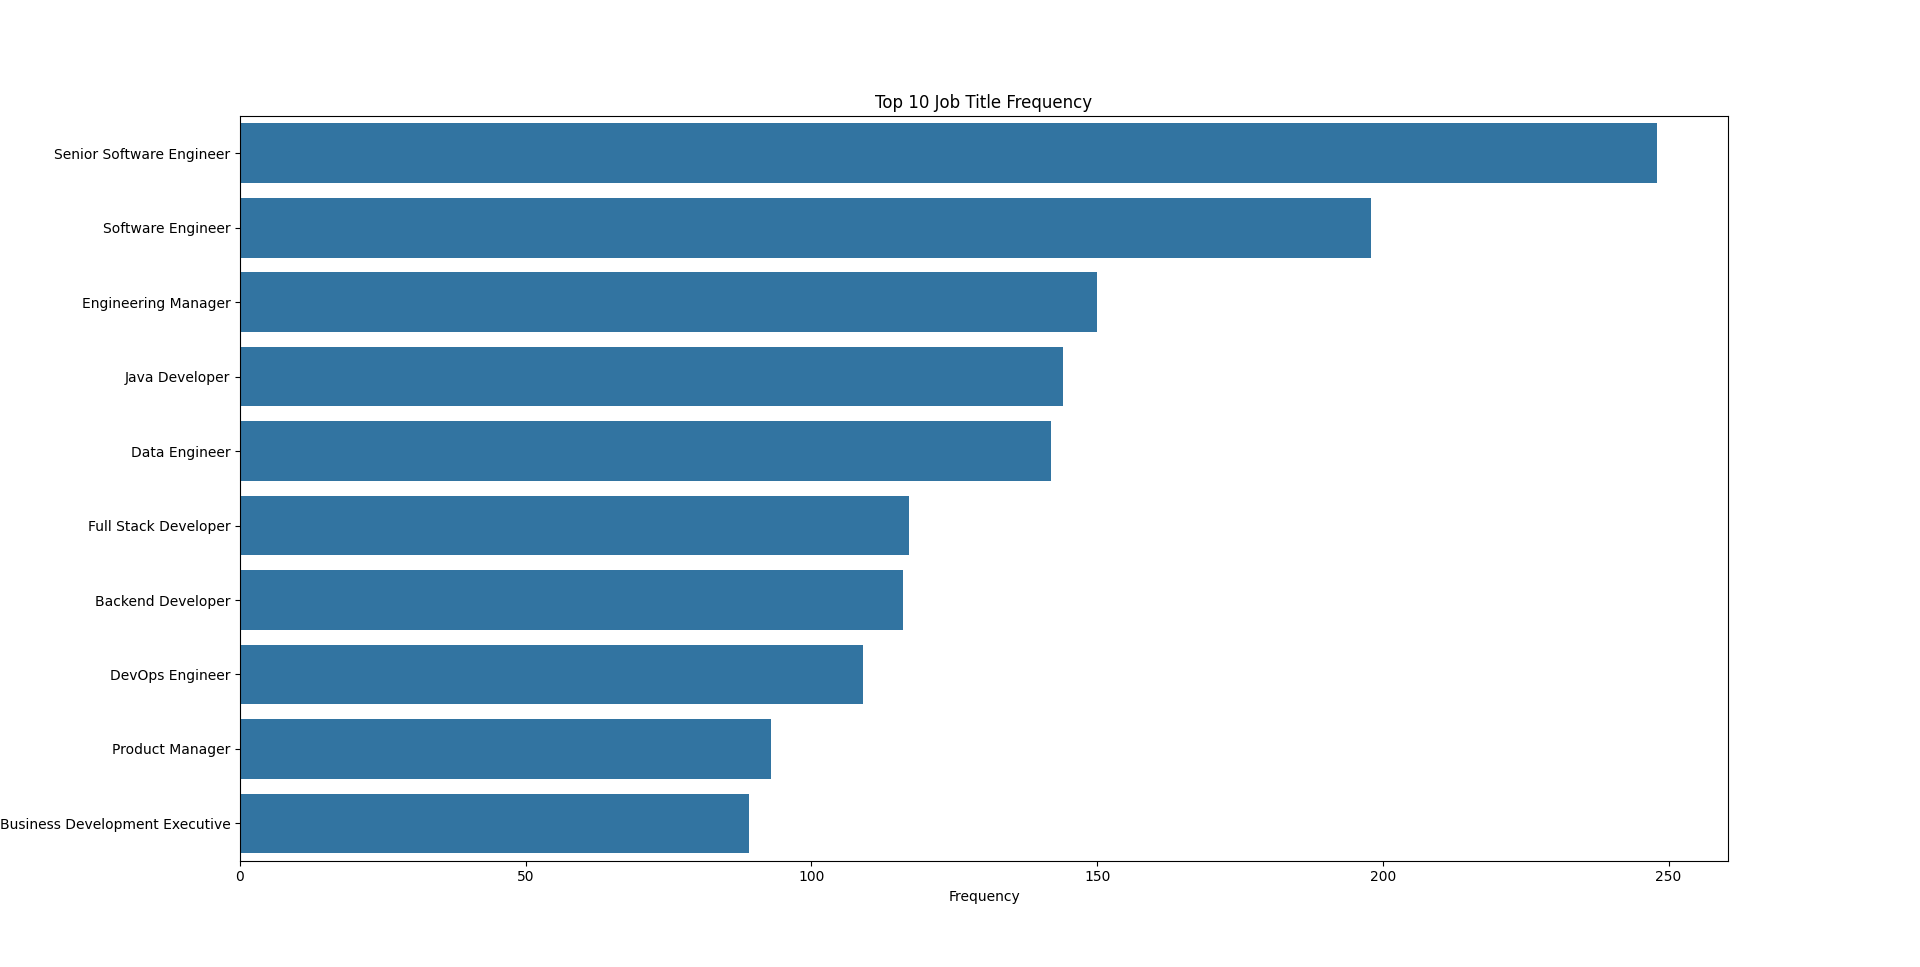 Top 10 Job Title Frequency
Senior Software Engineer
Software Engineer
Engineering Manager
Java Developer
Data Engineer
Full Stack Developer
Backend Developer
DevOps Engineer
Product Manager
Business Development Executive
0 50 100 150 200 250
Frequency